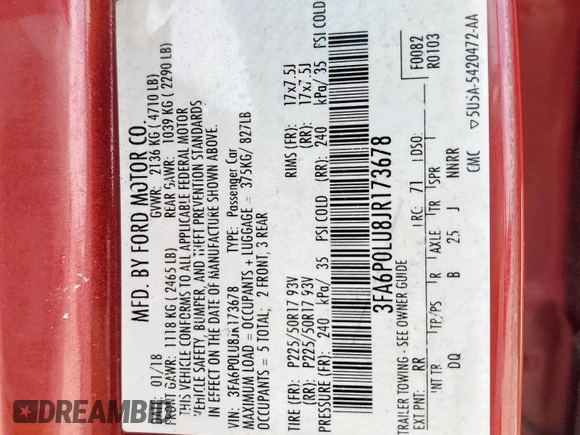 MFD. BY FORD MOTOR CO.
DATE: 01/18 GVWR: 2136 KG ( 4710 LB)
FRONT GAWR: 1118 KG ( 2465 LB) REAR GAWR: 1039 KG ( 2290 LB)
THIS VEHICLE CONFORMS TO ALL APPLICABLE FEDERAL MOTOR
VEHICLE SAFETY, BUMPER, AND THEFT PREVENTION STANDARDS
IN EFFECT ON THE DATE OF MANUFACTURE SHOWN ABOVE.
VIN: 3FA6P0LU8JR173678 TYPE: Passenger Car
MAXIMUM LOAD = OCCUPANTS + LUGGAGE = 375KG/ 827LB
OCCUPANTS = 5 TOTAL; 2 FRONT, 3 REAR
TIRE (FR): P225/50R17 93V RIMS (FR): 17x7.5J
(RR): P225/50R17 93V (RR): 17x7.5J
PRESSURE (FR): 240 kPa/ 35 PSI COLD (RR): 240 kPa/ 35 PSI COLD
3FA6P0LU8JR173678
F0082
R0103
TRAILER TOWING - SEE OWNER GUIDE
EXT PNT: RR RC: 71 DSO:
INT TR TP/PS R AXLE TR SPR
DQ B 25 J NNRR
CMC ▽5U5A-5420472-AA
DREAMBID